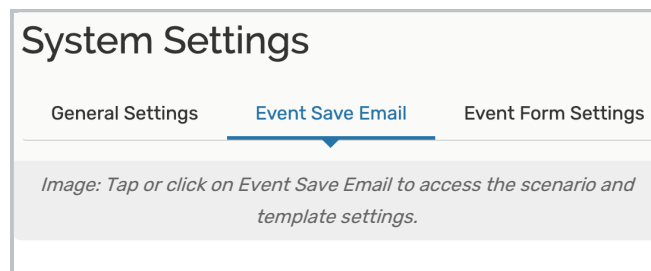 System Settings
General Settings Event Save Email Event Form Settings
Image: Tap or click on Event Save Email to access the scenario and
template settings.